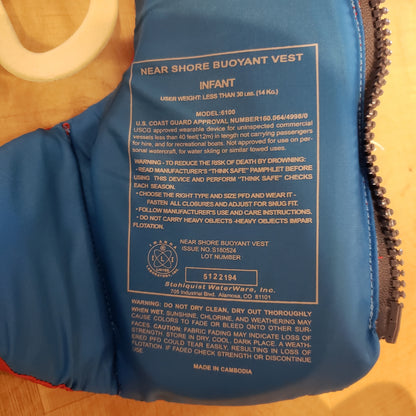 NEAR SHORE BUOYANT VEST
INFANT
USER WEIGHT: LESS THAN 30 LBS. (14 Kg.)
MODEL:6100
U.S. COAST GUARD APPROVAL NUMBER160.064/4996/0
USCG approved wearable device for uninspected commercial
vessels less than 40 feet(12m) in length not carrying passengers
for hire, and for recreational boats. Not approved for use on per-
sonal watercraft, for water skiing or similar towed uses.
WARNING - TO REDUCE THE RISK OF DEATH BY DROWNING:
- READ MANUFACTURER'S "THINK SAFE" PAMPHLET BEFORE
USING THIS DEVICE AND PERFORM "THINK SAFE" CHECKS
EACH SEASON.
• CHOOSE THE RIGHT TYPE AND SIZE PFD AND WEAR IT -
FASTEN ALL CLOSURES AND ADJUST FOR SNUG FIT.
- FOLLOW MANUFACTURER'S USE AND CARE INSTRUCTIONS.
- DO NOT CARRY HEAVY OBJECTS -HEAVY OBJECTS IMPAIR
FLOTATION.
NEAR SHORE BUOYANT VEST
ISSUE NO.S160524
LOT NUMBER
5122194
Stohlquist WaterWare, Inc.
705 Industrial Blvd. Alamosa, CO. 81101
WARNING: DO NOT DRY CLEAN, DRY OUT THOROUGHLY
WHEN WET. SUNSHINE, CHLORINE, AND WEATHERING MAY
CAUSE COLORS TO FADE OR BLEED ONTO OTHER SUR-
FACES. CAUTION: FABRIC FADING MAY INDICATE LOSS OF
STRENGTH. STORE IN DRY, COOL, DARK PLACE. A WEATH-
ERED PFD COULD TEAR EASILY, RESULTING IN LOSS OF
FLOTATION. IF FADED CHECK STRENGTH OR DISCONTINUE
USE.
MADE IN CAMBODIA